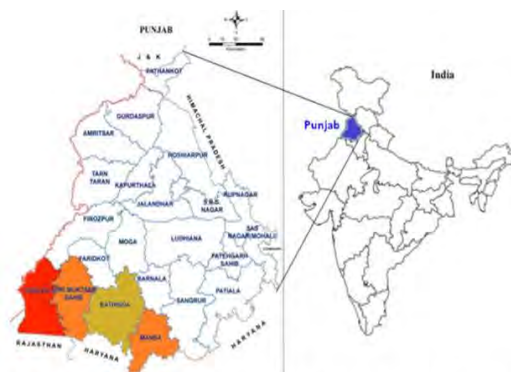 PUNJAB
J & K
PATHANKOT
India
GURDASPUR
HIMACHAL PRADESH
Punjab
AMRITSAR
HOSHIARPUR
TARN
TARAN
KAPURTHALA
JALANDHAR
S.B.S.
NAGAR
RUPNAGAR
FIROZPUR
MOGA
LUDHIANA
SAS
NAGAR(MOHALI)
FARIDKOT
FATEHGARH
SAHIB
SRI MUKTSAR
SAHIB
BARNALA
PATIALA
BATHINDA
SANGRUR
MANSA
RAJASTHAN
HARYANA
HARYANA